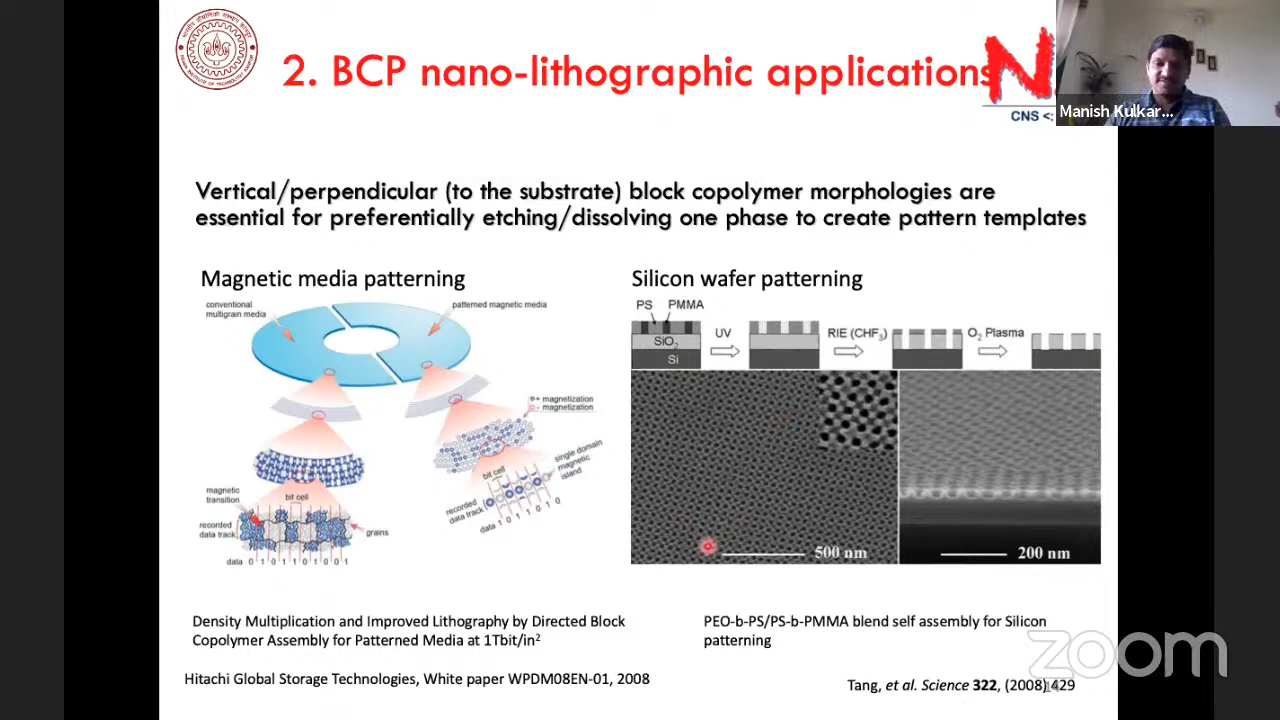 2. BCP nano-lithographic applications
CNS <:
Manish Kulkar...
Vertical/perpendicular (to the substrate) block copolymer morphologies are
essential for preferentially etching/dissolving one phase to create pattern templates
Magnetic media patterning
conventional
multigrain media
patterned magnetic media
+ magnetization
- magnetization
bit cell
single domain
magnetic
island
recorded
data track
data 1 0 1 1 0 1 0
magnetic
transition
bit cell
recorded
data track
grains
data 0 1 0 1 1 0 1 0 0 1
Silicon wafer patterning
PS PMMA
SiO2
Si
UV
RIE (CHF3)
O2 Plasma
500 nm
200 nm
Density Multiplication and Improved Lithography by Directed Block
Copolymer Assembly for Patterned Media at 1Tbit/in2
Hitachi Global Storage Technologies, White paper WPDM08EN-01, 2008
PEO-b-PS/PS-b-PMMA blend self assembly for Silicon
patterning
Tang, et al. Science 322, (2008) 429
zoom